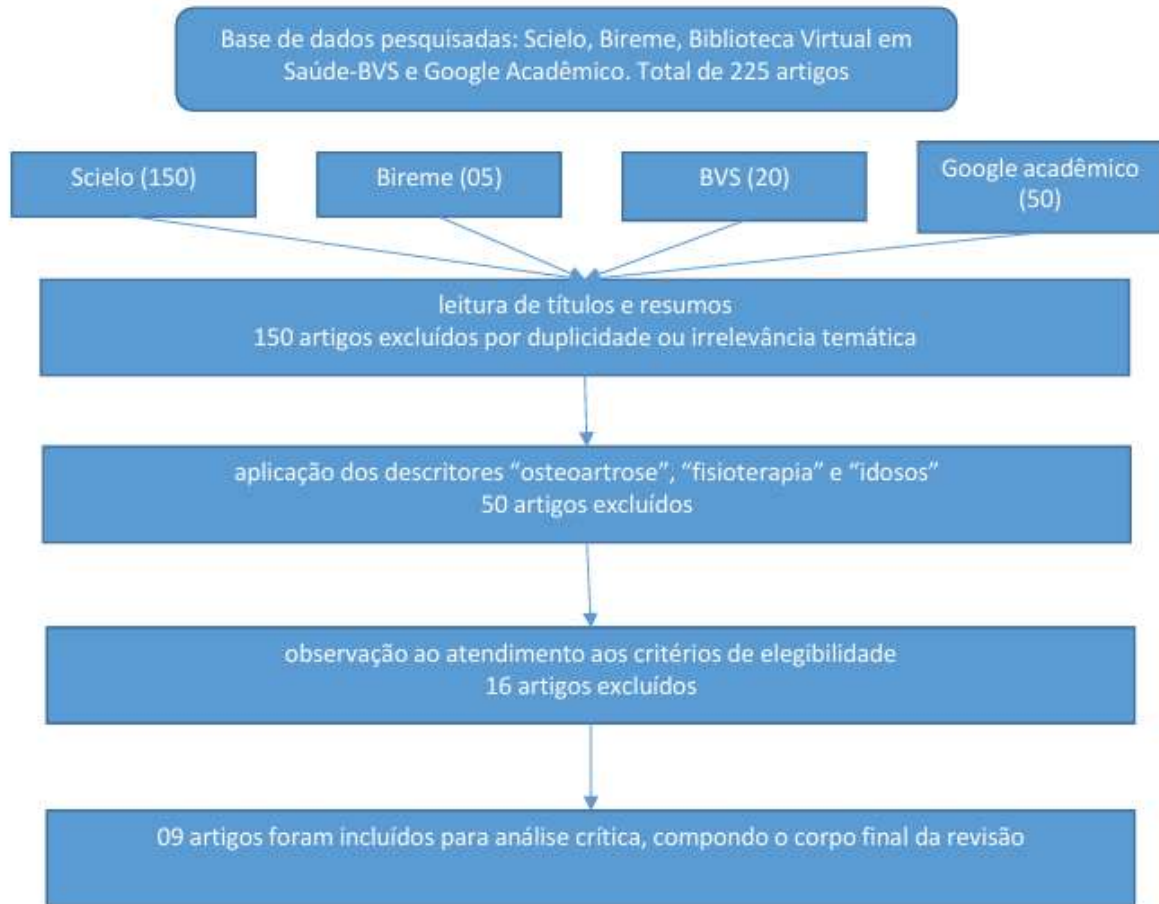 Base de dados pesquisadas: Scielo, Bireme, Biblioteca Virtual em
Saúde-BVS e Google Acadêmico. Total de 225 artigos
Scielo (150)
Bireme (05)
BVS (20)
Google acadêmico
(50)
leitura de títulos e resumos
150 artigos excluídos por duplicidade ou irrelevância temática
aplicação dos descritores “osteoartrose”, “fisioterapia” e “idosos”
50 artigos excluídos
observação ao atendimento aos critérios de elegibilidade
16 artigos excluídos
09 artigos foram incluídos para análise crítica, compondo o corpo final da revisão